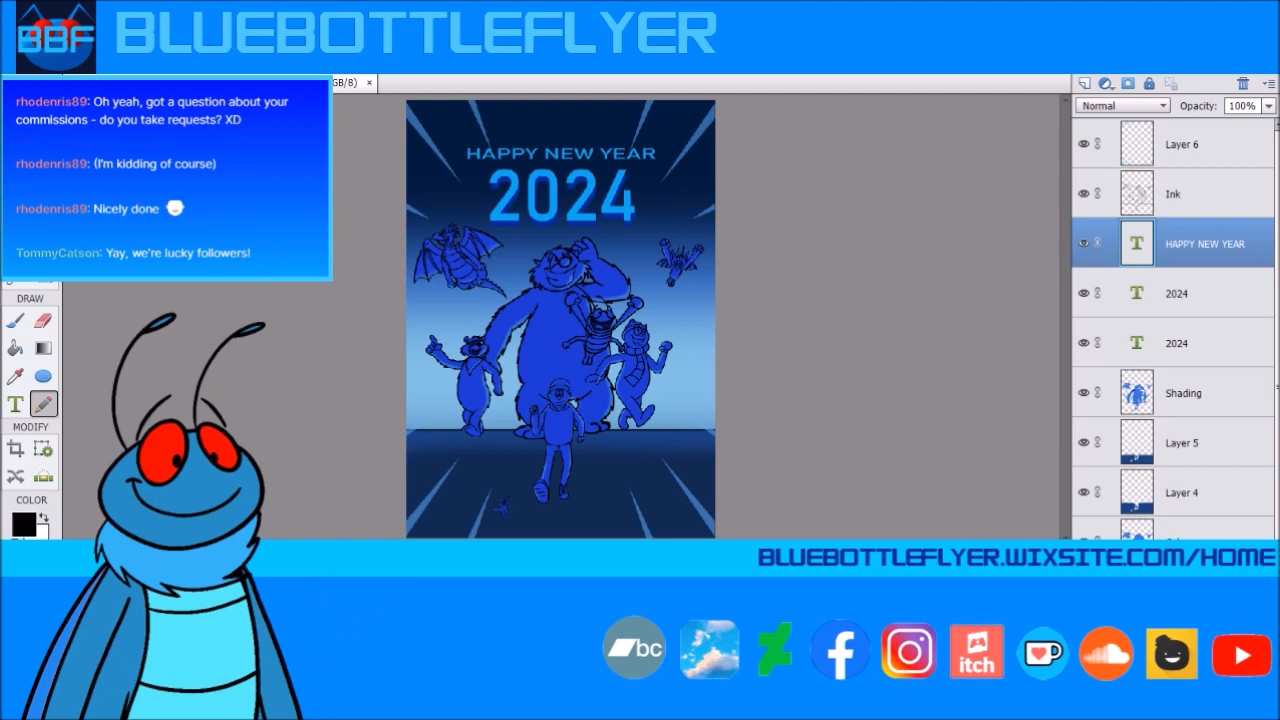 BBF
BLUEBOTTLEFLYER
GB/8) ×
rhodenris89: Oh yeah, got a question about your
commissions - do you take requests? XD
rhodenris89: (I'm kidding of course)
rhodenris89: Nicely done
TommyCatson: Yay, we're lucky followers!
DRAW
T
MODIFY
COLOR
HAPPY NEW YEAR
2024
Normal Opacity: 100%
Layer 6
Ink
T HAPPY NEW YEAR
T 2024
T 2024
Shading
Layer 5
Layer 4
BLUEBOTTLEFLYER.WIXSITE.COM/HOME
bc
itch